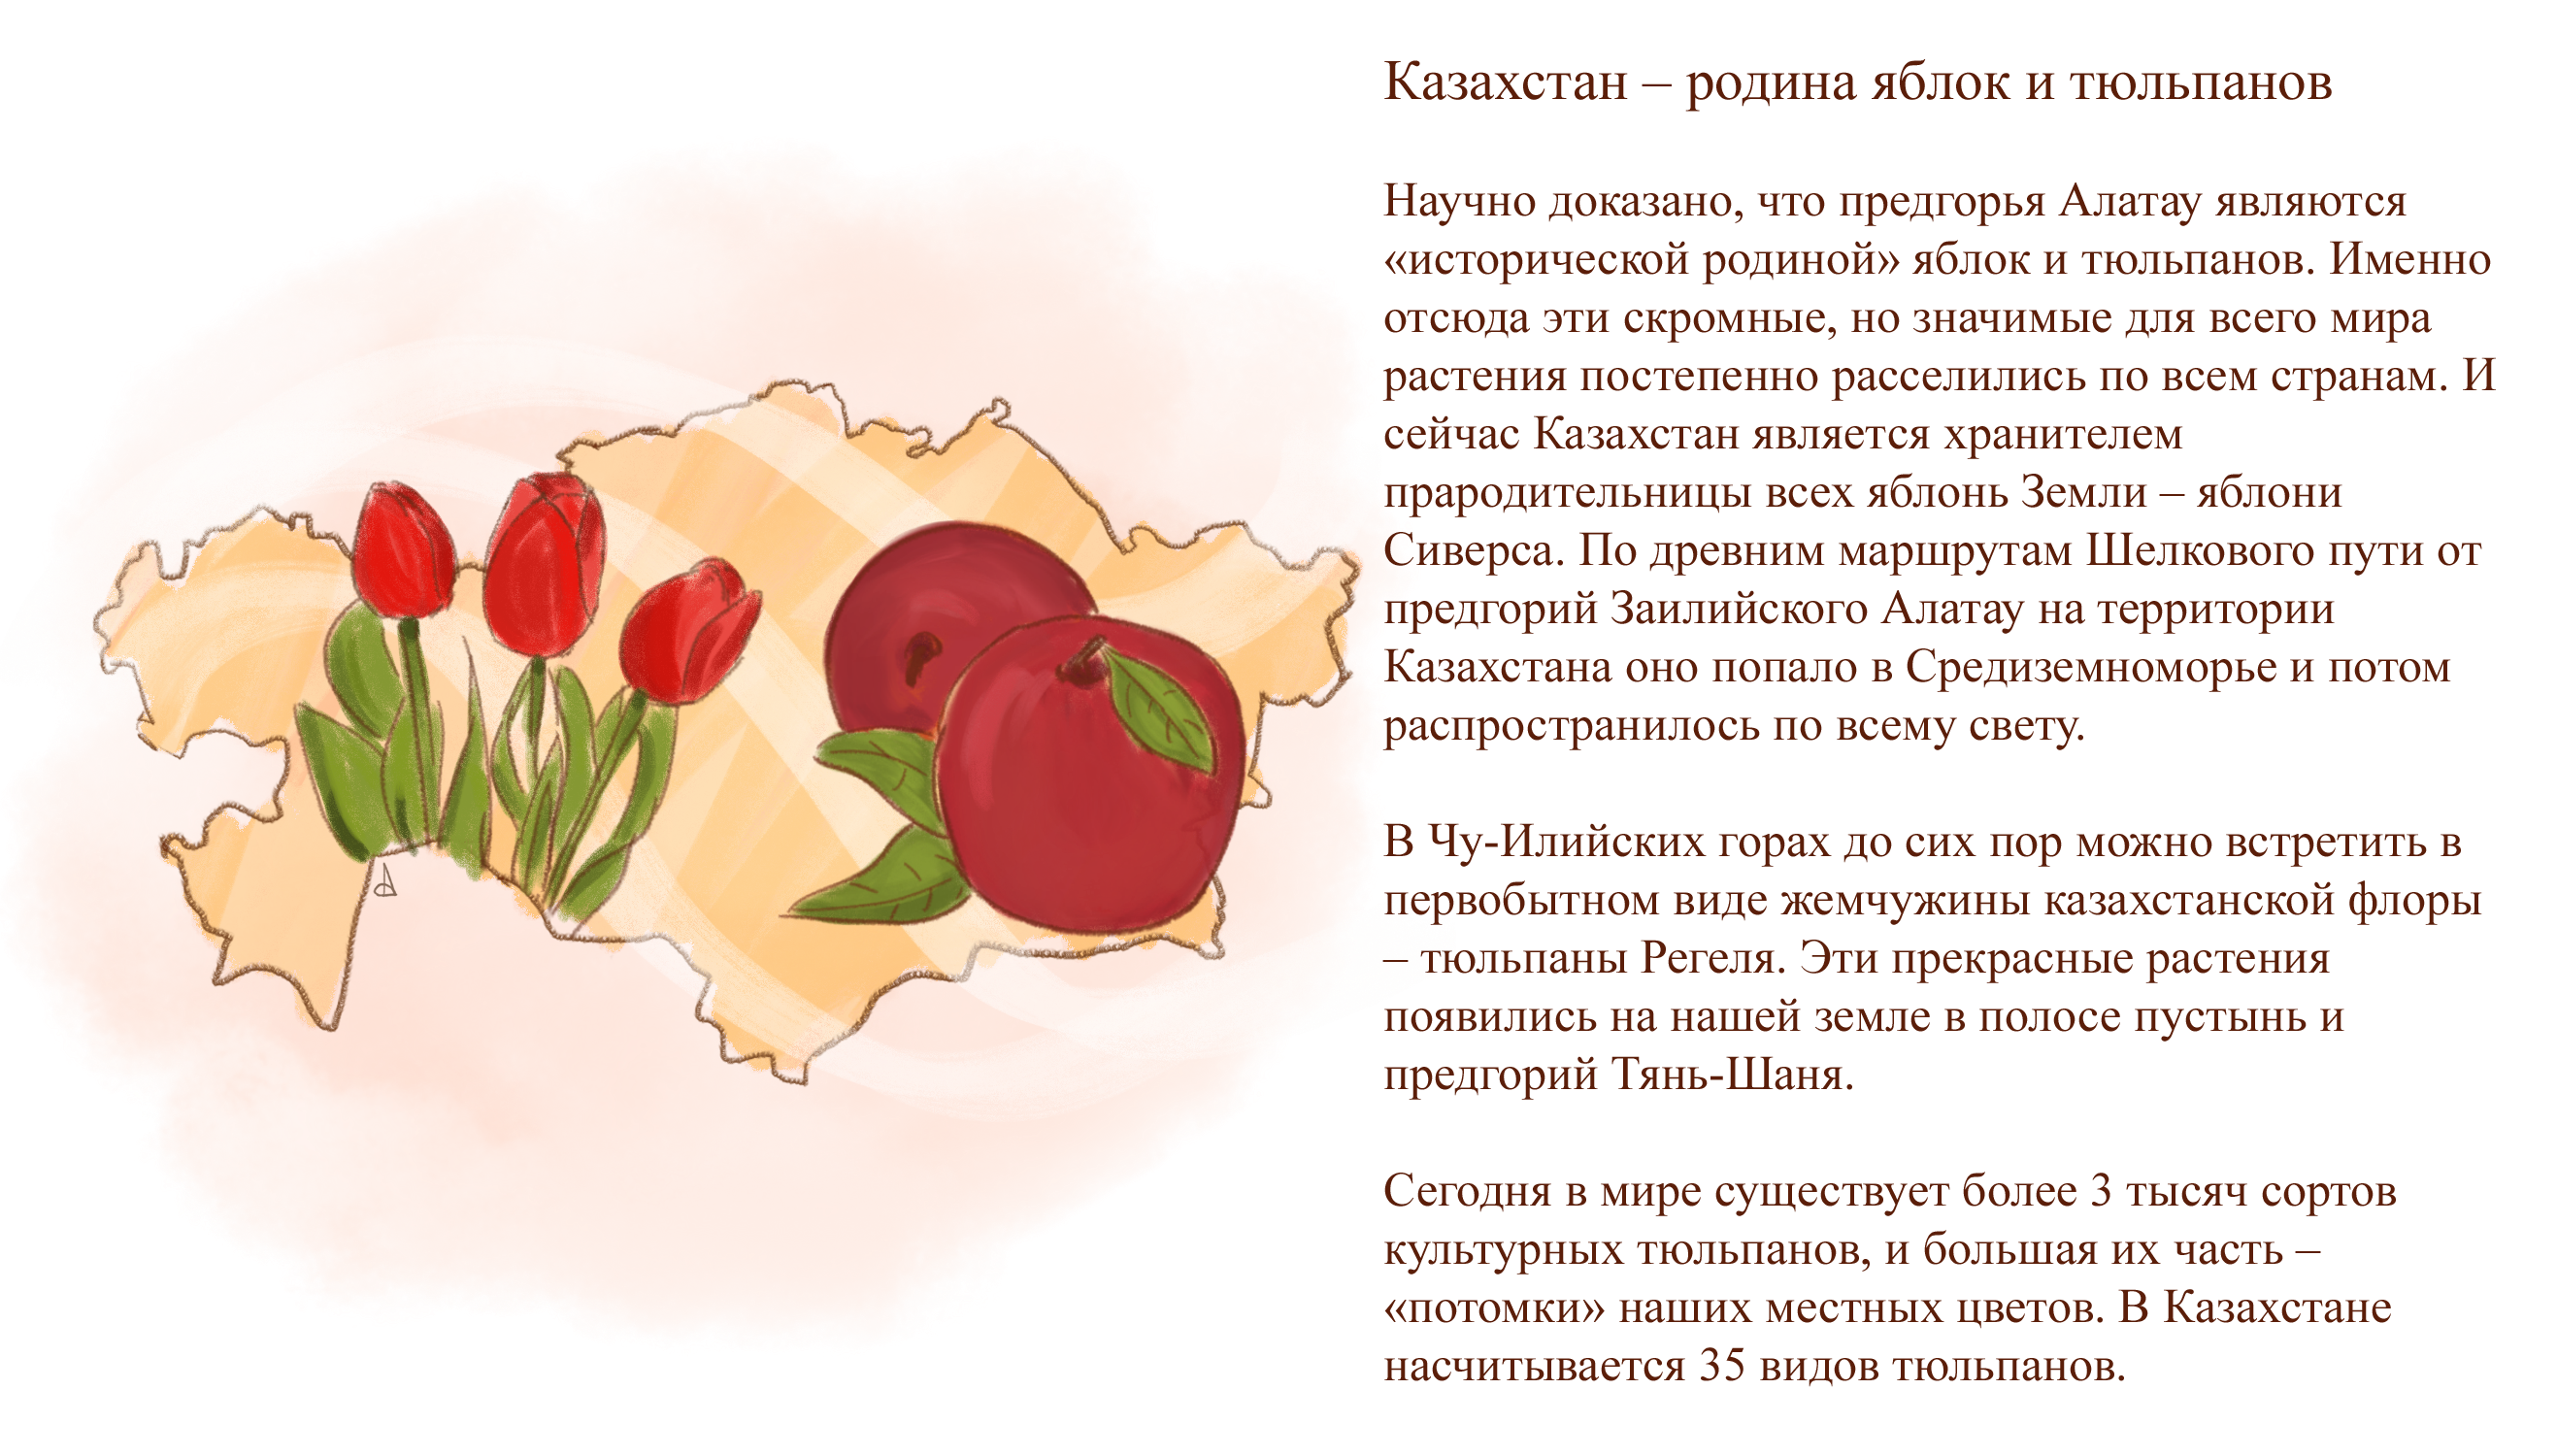 Казахстан – родина яблок и тюльпанов
Научно доказано, что предгорья Алатау являются
«исторической родиной» яблок и тюльпанов. Именно
отсюда эти скромные, но значимые для всего мира
растения постепенно расселились по всем странам. И
сейчас Казахстан является хранителем
прародительницы всех яблонь Земли – яблони
Сиверса. По древним маршрутам Шелкового пути от
предгорий Заилийского Алатау на территории
Казахстана оно попало в Средиземноморье и потом
распространилось по всему свету.
В Чу-Илийских горах до сих пор можно встретить в
первобытном виде жемчужины казахстанской флоры
– тюльпаны Регеля. Эти прекрасные растения
появились на нашей земле в полосе пустынь и
предгорий Тянь-Шаня.
Сегодня в мире существует более 3 тысяч сортов
культурных тюльпанов, и большая их часть –
«потомки» наших местных цветов. В Казахстане
насчитывается 35 видов тюльпанов.